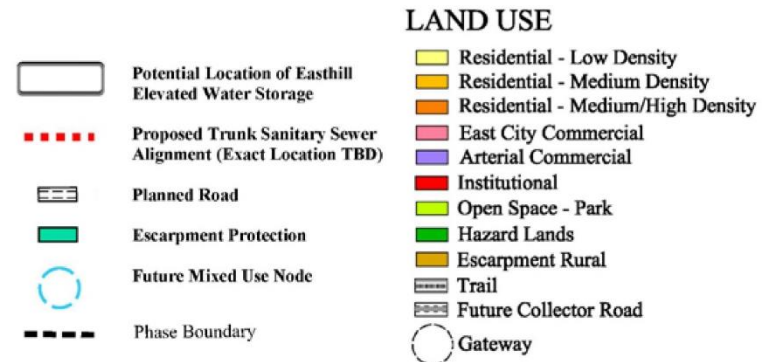 Potential Location of Easthill
Elevated Water Storage
Proposed Trunk Sanitary Sewer
Alignment (Exact Location TBD)
Planned Road
Escarpment Protection
Future Mixed Use Node
Phase Boundary
LAND USE
Residential - Low Density
Residential - Medium Density
Residential - Medium/High Density
East City Commercial
Arterial Commercial
Institutional
Open Space - Park
Hazard Lands
Escarpment Rural
Trail
Future Collector Road
Gateway